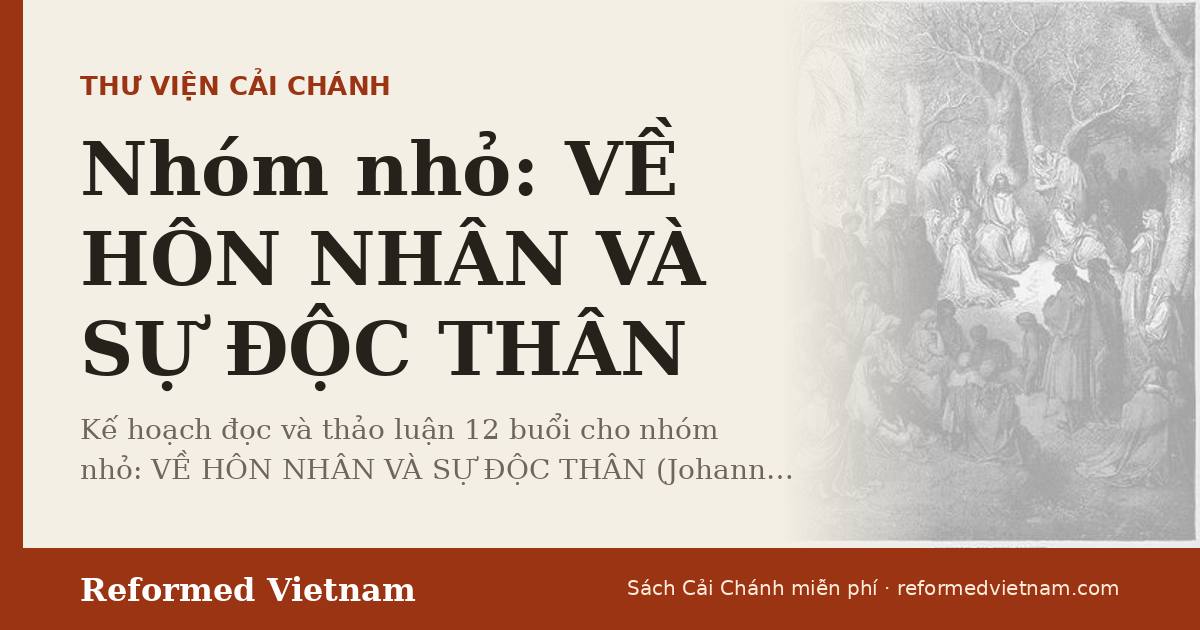 THƯ VIỆN CẢI CHÁNH
Nhóm nhỏ: VỀ
HÔN NHÂN VÀ
SỰ ĐỘC THÂN
Kế hoạch đọc và thảo luận 12 buổi cho nhóm
nhỏ: VỀ HÔN NHÂN VÀ SỰ ĐỘC THÂN (Johann...
Reformed Vietnam
Sách Cải Chánh miễn phí · reformedvietnam.com